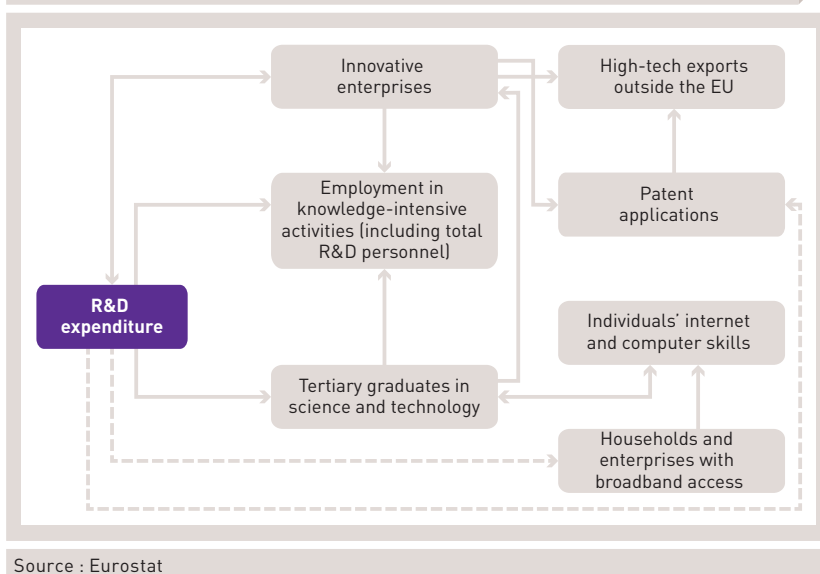 Innovative
enterprises
High-tech exports
outside the EU
Employment in
knowledge-intensive
activities (including total
R&D personnel)
Patent
applications
R&D
expenditure
Individuals' internet
and computer skills
Tertiary graduates in
science and technology
Households and
enterprises with
broadband access
Source : Eurostat